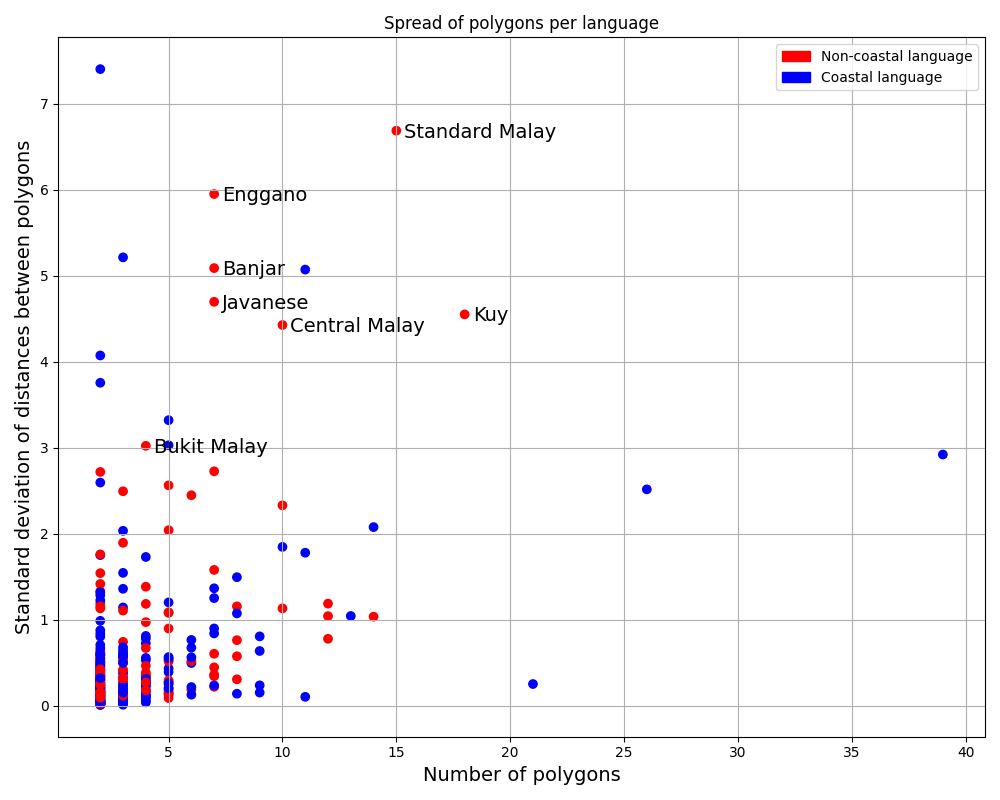 Spread of polygons per language
Non-coastal language
Coastal language
Standard Malay
Enggano
Banjar
Javanese
Central Malay
Kuy
Bukit Malay
Standard deviation of distances between polygons
7
6
5
4
3
2
1
0
5
10
15
20
25
30
35
40
Number of polygons